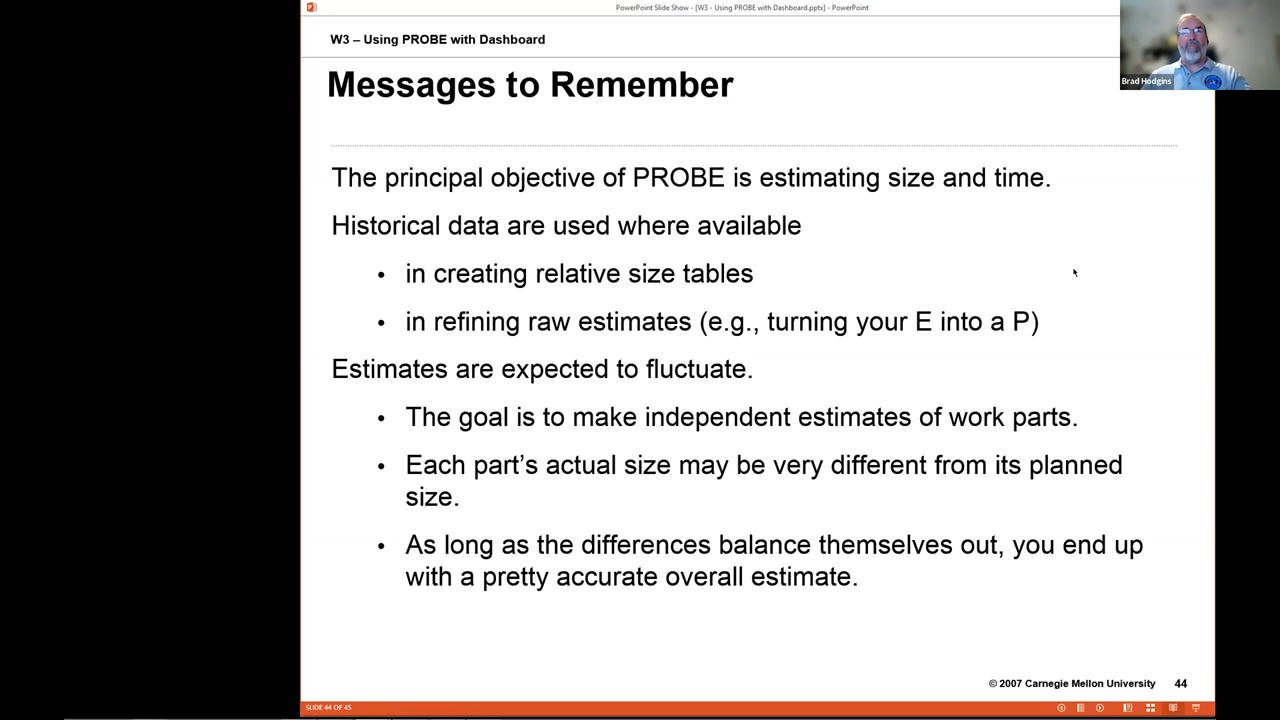 PowerPoint Slide Show - [W3 - Using PROBE with Dashboard.pptx] - PowerPoint
W3 – Using PROBE with Dashboard
Brad Hodgins
Messages to Remember
The principal objective of PROBE is estimating size and time.
Historical data are used where available
• in creating relative size tables
• in refining raw estimates (e.g., turning your E into a P)
Estimates are expected to fluctuate.
• The goal is to make independent estimates of work parts.
• Each part’s actual size may be very different from its planned
size.
• As long as the differences balance themselves out, you end up
with a pretty accurate overall estimate.
© 2007 Carnegie Mellon University 44
SLIDE 44 OF 45